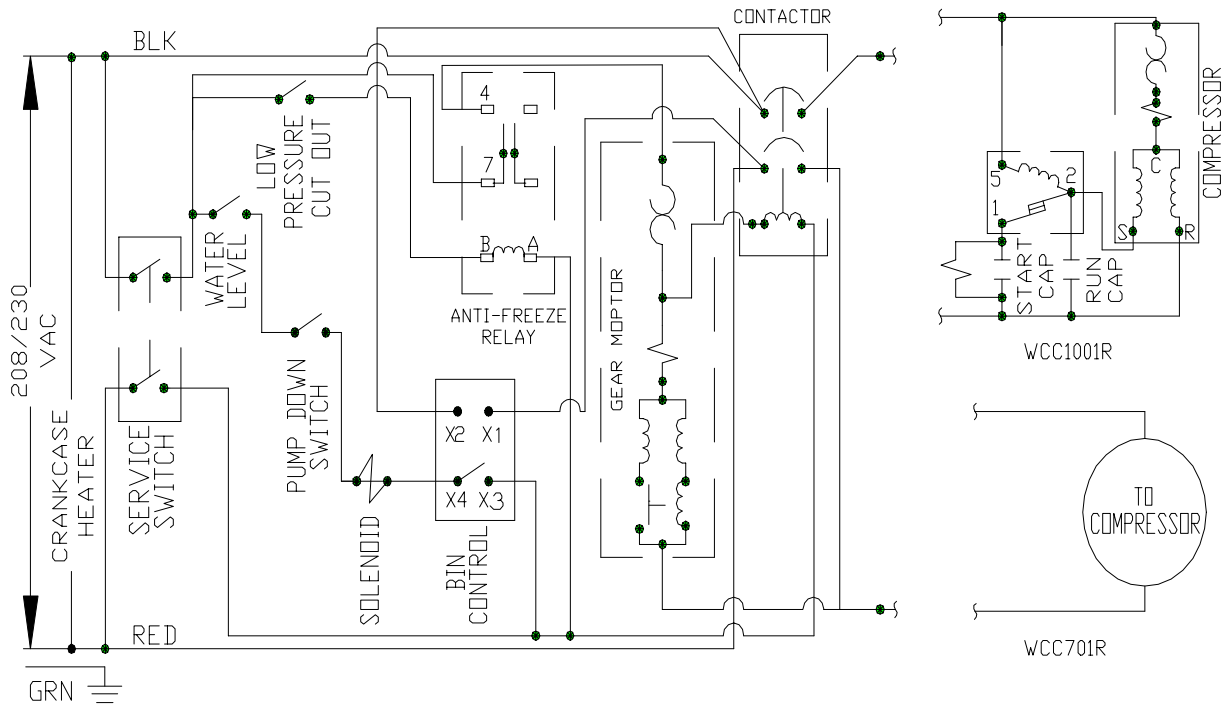 CONTACTOR
BLK
4
7
LOW
PRESSURE
CUT OUT
WATER
LEVEL
B A
ANTI-FREEZE
RELAY
208/230
VAC
CRANKCASE
HEATER
SERVICE
SWITCH
PUMP DOWN
SWITCH
SOLENOID
X2 X1
X4 X3
BIN
CONTROL
GEAR MOPTOR
RED
GRN
COMPRESSOR
5 2
1
C
S R
START
CAP
RUN
CAP
WCC1001R
TO
COMPRESSOR
WCC701R